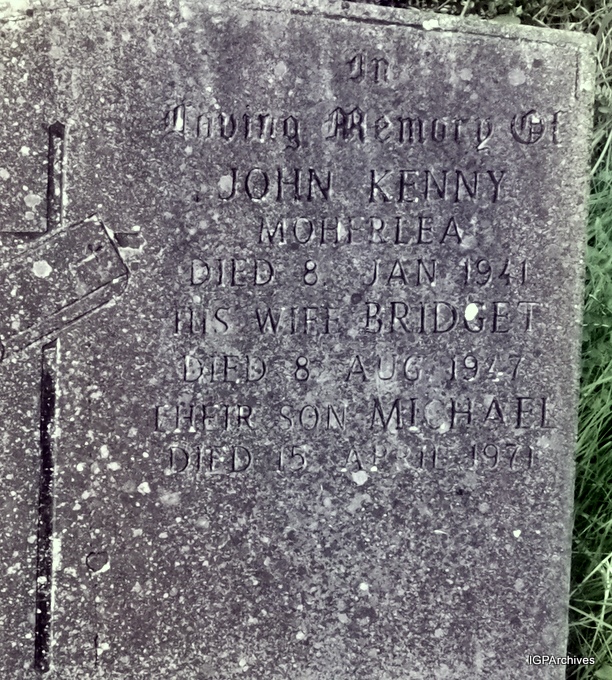 In
Loving Memory Of
JOHN KENNY
MOHERLEA
DIED 8. JAN 1941
HIS WIFE BRIDGET
DIED 8 AUG 1947
THEIR SON MICHAEL
DIED 15 APRIL 1971
IGPArchives